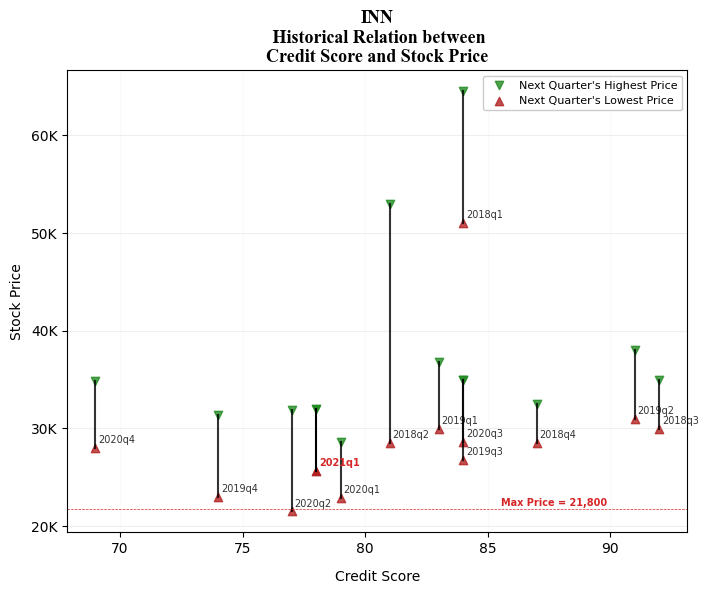 INN
Historical Relation between
Credit Score and Stock Price
Next Quarter's Highest Price
Next Quarter's Lowest Price
60K
50K
40K
30K
20K
Stock Price
2018q1
2020q4
2019q4
2020q2
2021q1
2020q1
2018q2
2019q1
2020q3
2019q3
2018q4
2019q2
2018q3
Max Price = 21,800
70
75
80
85
90
Credit Score